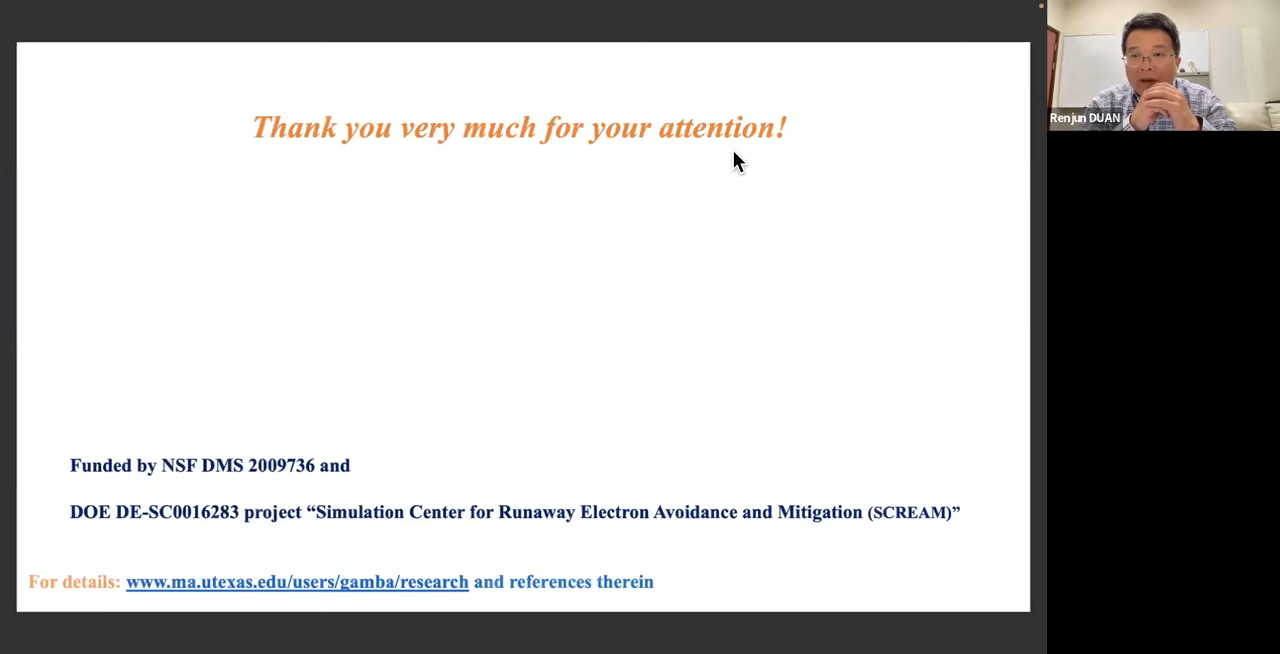 Thank you very much for your attention!
Renjun DUAN
Funded by NSF DMS 2009736 and
DOE DE-SC0016283 project “Simulation Center for Runaway Electron Avoidance and Mitigation (SCREAM)”
For details: www.ma.utexas.edu/users/gamba/research and references therein